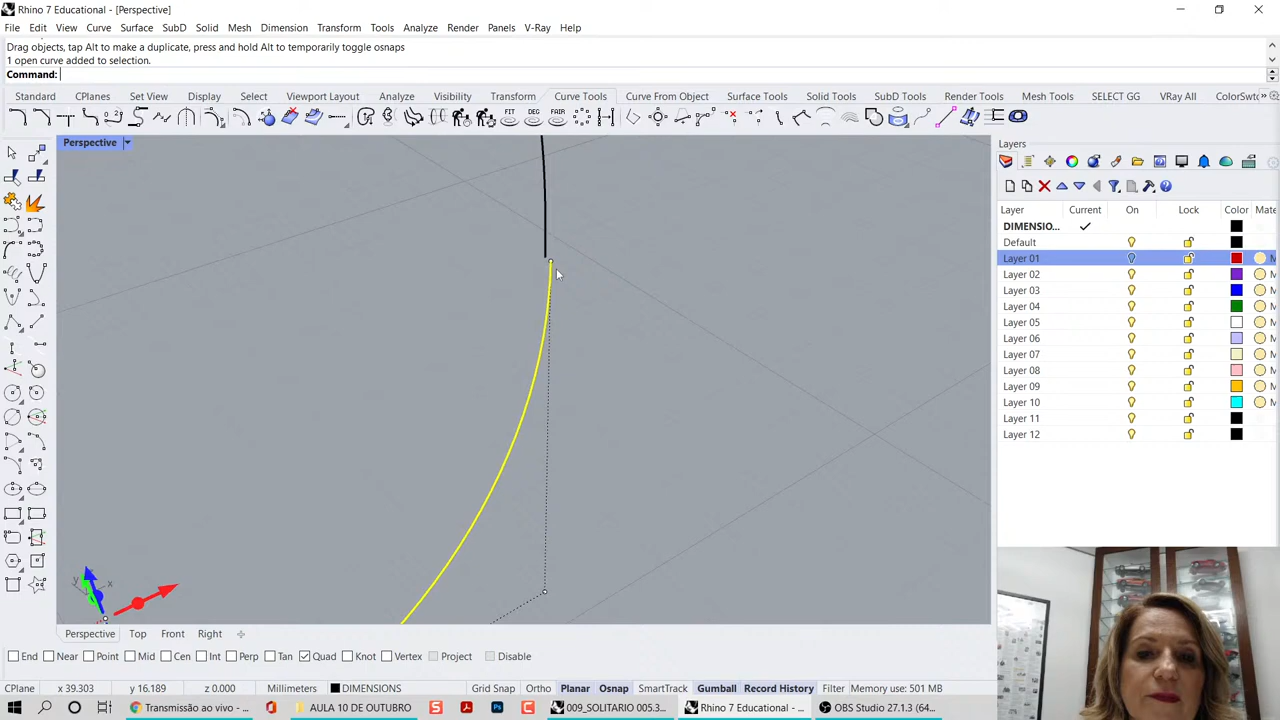 Rhino 7 Educational - [Perspective]
File Edit View Curve Surface SubD Solid Mesh Dimension Transform Tools Analyze Render Panels V-Ray Help
Drag objects, tap Alt to make a duplicate, press and hold Alt to temporarily toggle osnaps
1 open curve added to selection.
Command:
Standard CPlanes Set View Display Select Viewport Layout Analyze Visibility Transform Curve Tools Curve From Object Surface Tools Solid Tools SubD Tools Render Tools Mesh Tools SELECT GG VRay All ColorSwto
FIT DEG FAIR
Perspective
Layers
Layer Current On Lock Color Mate
DIMENSIO...
Default
Layer 01 M
Layer 02 M
Layer 03 M
Layer 04 M
Layer 05 M
Layer 06 M
Layer 07 M
Layer 08 M
Layer 09 M
Layer 10 M
Layer 11
Layer 12
y x
Perspective Top Front Right
End Near Point Mid Cen Int Perp Tan Quad Knot Vertex Project Disable
CPlane x 39.303 y 16.189 z 0.000 Millimeters DIMENSIONS Grid Snap Ortho Planar Osnap SmartTrack Gumball Record History Filter Memory use: 501 MB
Transmissão ao vivo - ... AULA 10 DE OUTUBRO 009_SOLITARIO 005.3... Rhino 7 Educational - ... OBS Studio 27.1.3 (64...